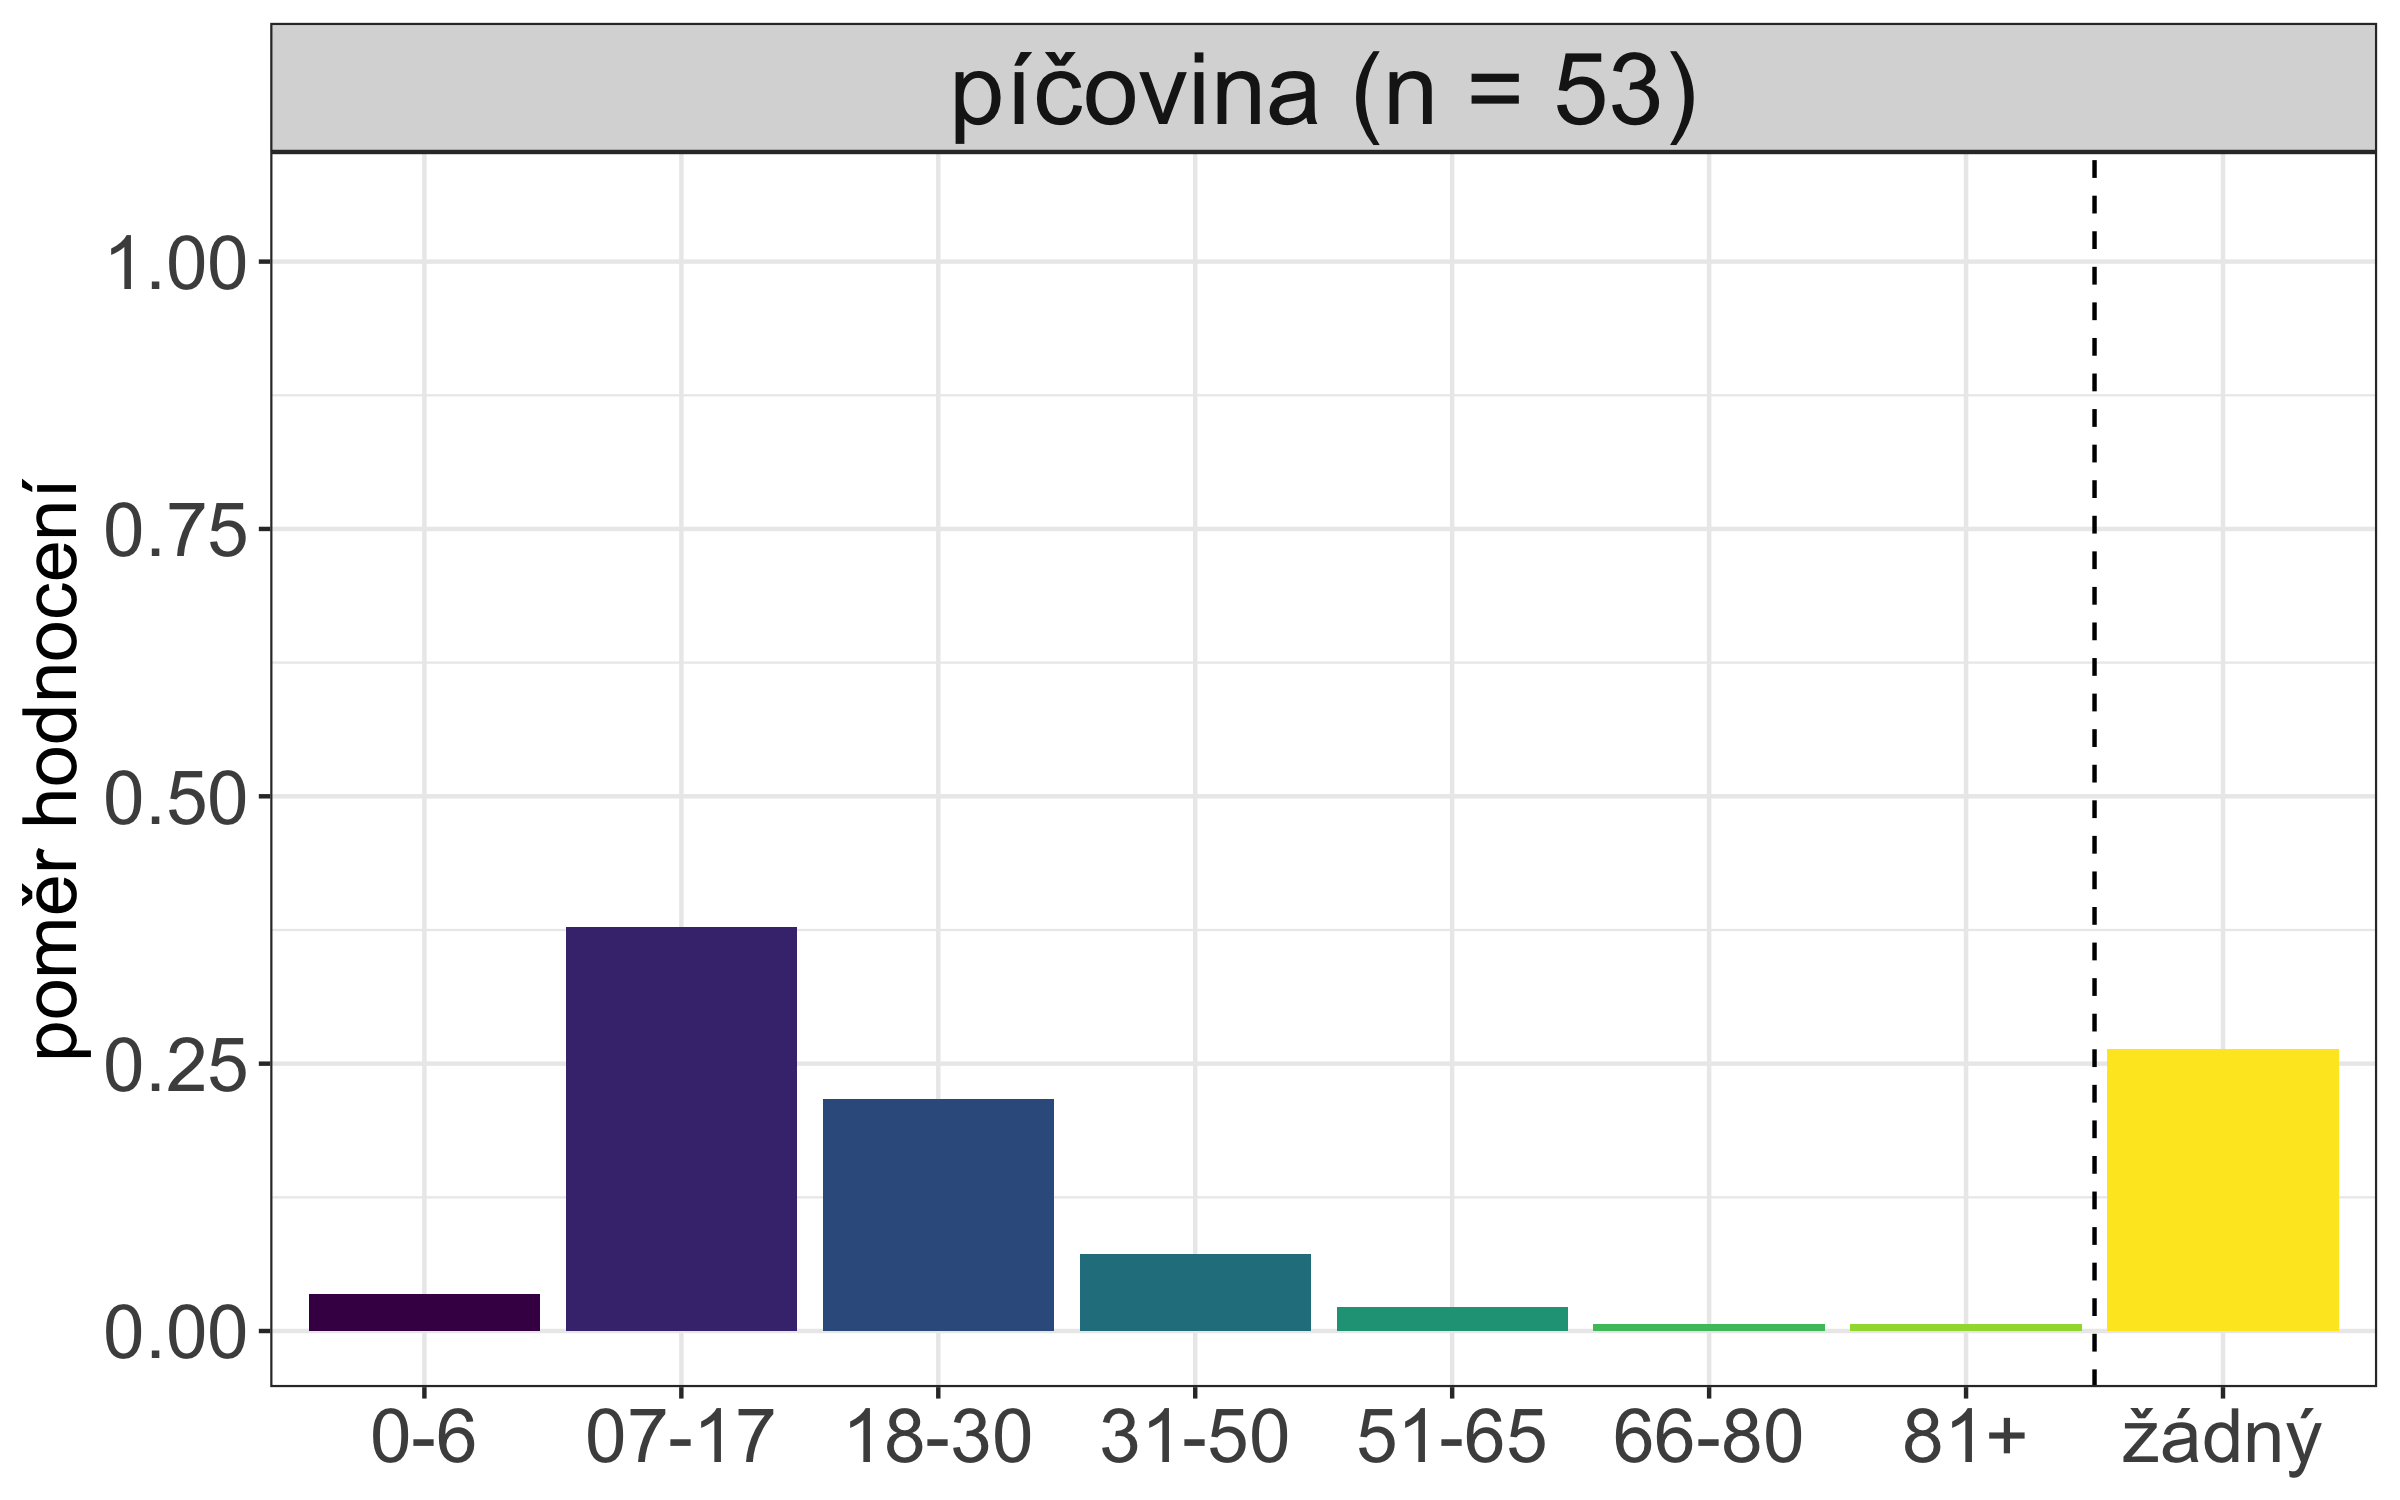 píčovina (n = 53)
poměr hodnocení
1.00
0.75
0.50
0.25
0.00
0-6 07-17 18-30 31-50 51-65 66-80 81+ žádný